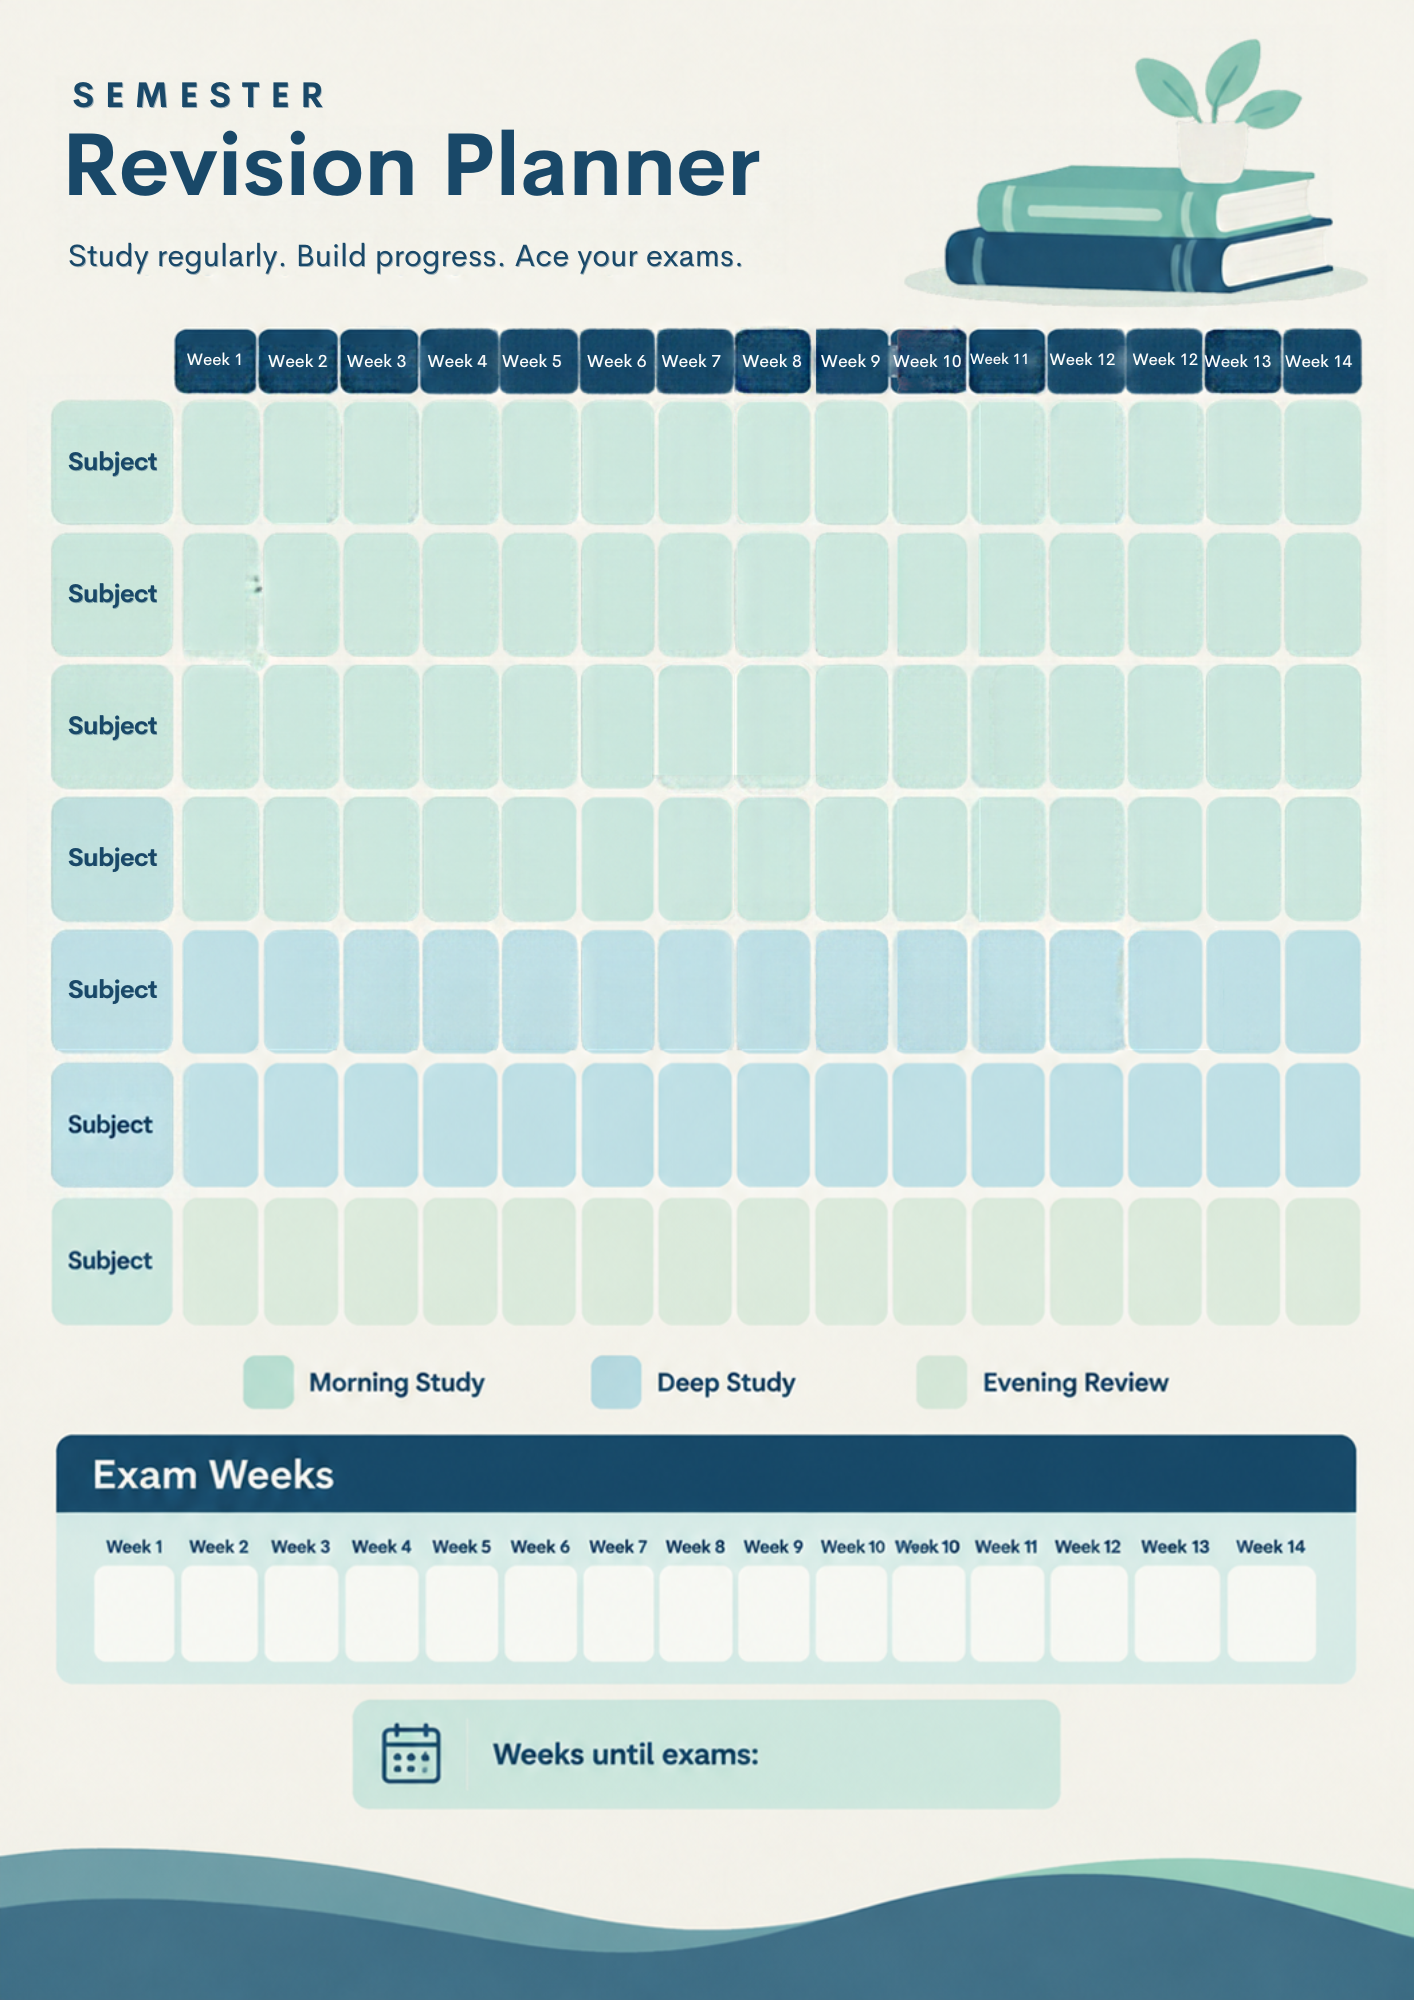 SEMESTER
Revision Planner
Study regularly. Build progress. Ace your exams.
Week 1 Week 2 Week 3 Week 4 Week 5 Week 6 Week 7 Week 8 Week 9 Week 10 Week 11 Week 12 Week 12 Week 13 Week 14
Subject
Subject
Subject
Subject
Subject
Subject
Subject
Morning Study Deep Study Evening Review
Exam Weeks
Week 1 Week 2 Week 3 Week 4 Week 5 Week 6 Week 7 Week 8 Week 9 Week 10 Week 10 Week 11 Week 12 Week 13 Week 14
Weeks until exams: